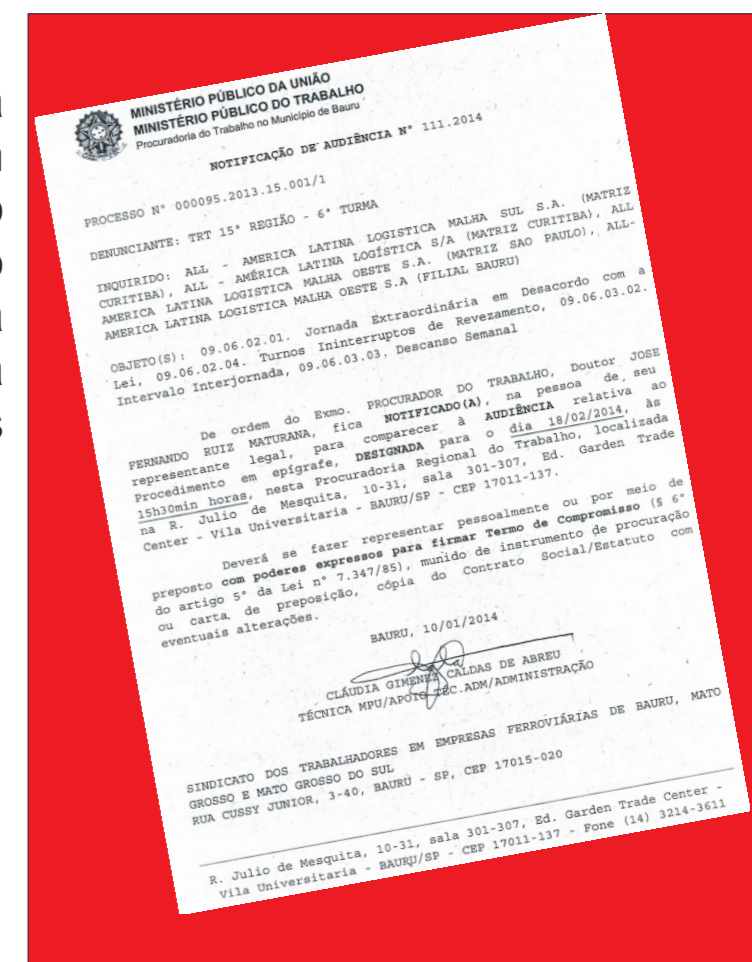 MINISTÉRIO PÚBLICO DA UNIÃO
MINISTÉRIO PÚBLICO DO TRABALHO
Procuradoria do Trabalho no Município de Bauru
NOTIFICAÇÃO DE AUDIÊNCIA N° 111.2014
PROCESSO N° 000095.2013.15.001/1
DENUNCIANTE: TRT 15ª REGIÃO - 6ª TURMA
INQUIRIDO: ALL - AMERICA LATINA LOGISTICA MALHA SUL S.A. (MATRIZ
CURITIBA), ALL - AMÉRICA LATINA LOGÍSTICA S/A (MATRIZ CURITIBA), ALL
AMERICA LATINA LOGISTICA MALHA OESTE S.A. (MATRIZ SAO PAULO), ALL-
AMERICA LATINA LOGISTICA MALHA OESTE S.A (FILIAL BAURU)
OBJETO(S): 09.06.02.01. Jornada Extraordinária em Desacordo com a
Lei, 09.06.02.04. Turnos Ininterruptos de Revezamento, 09.06.03.02.
Intervalo Interjornada, 09.06.03.03. Descanso Semanal
De ordem do Exmo. PROCURADOR DO TRABALHO, Doutor JOSE
FERNANDO RUIZ MATURANA, fica NOTIFICADO(A), na pessoa de seu
representante legal, para comparecer à AUDIÊNCIA relativa ao
Procedimento em epígrafe, DESIGNADA para o dia 18/02/2014, às
15h30min horas, nesta Procuradoria Regional do Trabalho, localizada
na R. Julio de Mesquita, 10-31, sala 301-307, Ed. Garden Trade
Center - Vila Universitaria - BAURU/SP - CEP 17011-137.
Deverá se fazer representar pessoalmente ou por meio de
preposto com poderes expressos para firmar Termo de Compromisso (§ 6°
do artigo 5° da Lei n° 7.347/85), munido de instrumento de procuração
ou carta de preposição, cópia do Contrato Social/Estatuto com
eventuais alterações.
BAURU, 10/01/2014
CLÁUDIA GIMENEZ CALDAS DE ABREU
TÉCNICA MPU/APOIO TÉC.ADM/ADMINISTRAÇÃO
SINDICATO DOS TRABALHADORES EM EMPRESAS FERROVIÁRIAS DE BAURU, MATO
GROSSO E MATO GROSSO DO SUL
RUA CUSSY JUNIOR, 3-40, BAURU - SP, CEP 17015-020
R. Julio de Mesquita, 10-31, sala 301-307, Ed. Garden Trade Center -
Vila Universitaria - BAURU/SP - CEP 17011-137 - Fone (14) 3214-3611